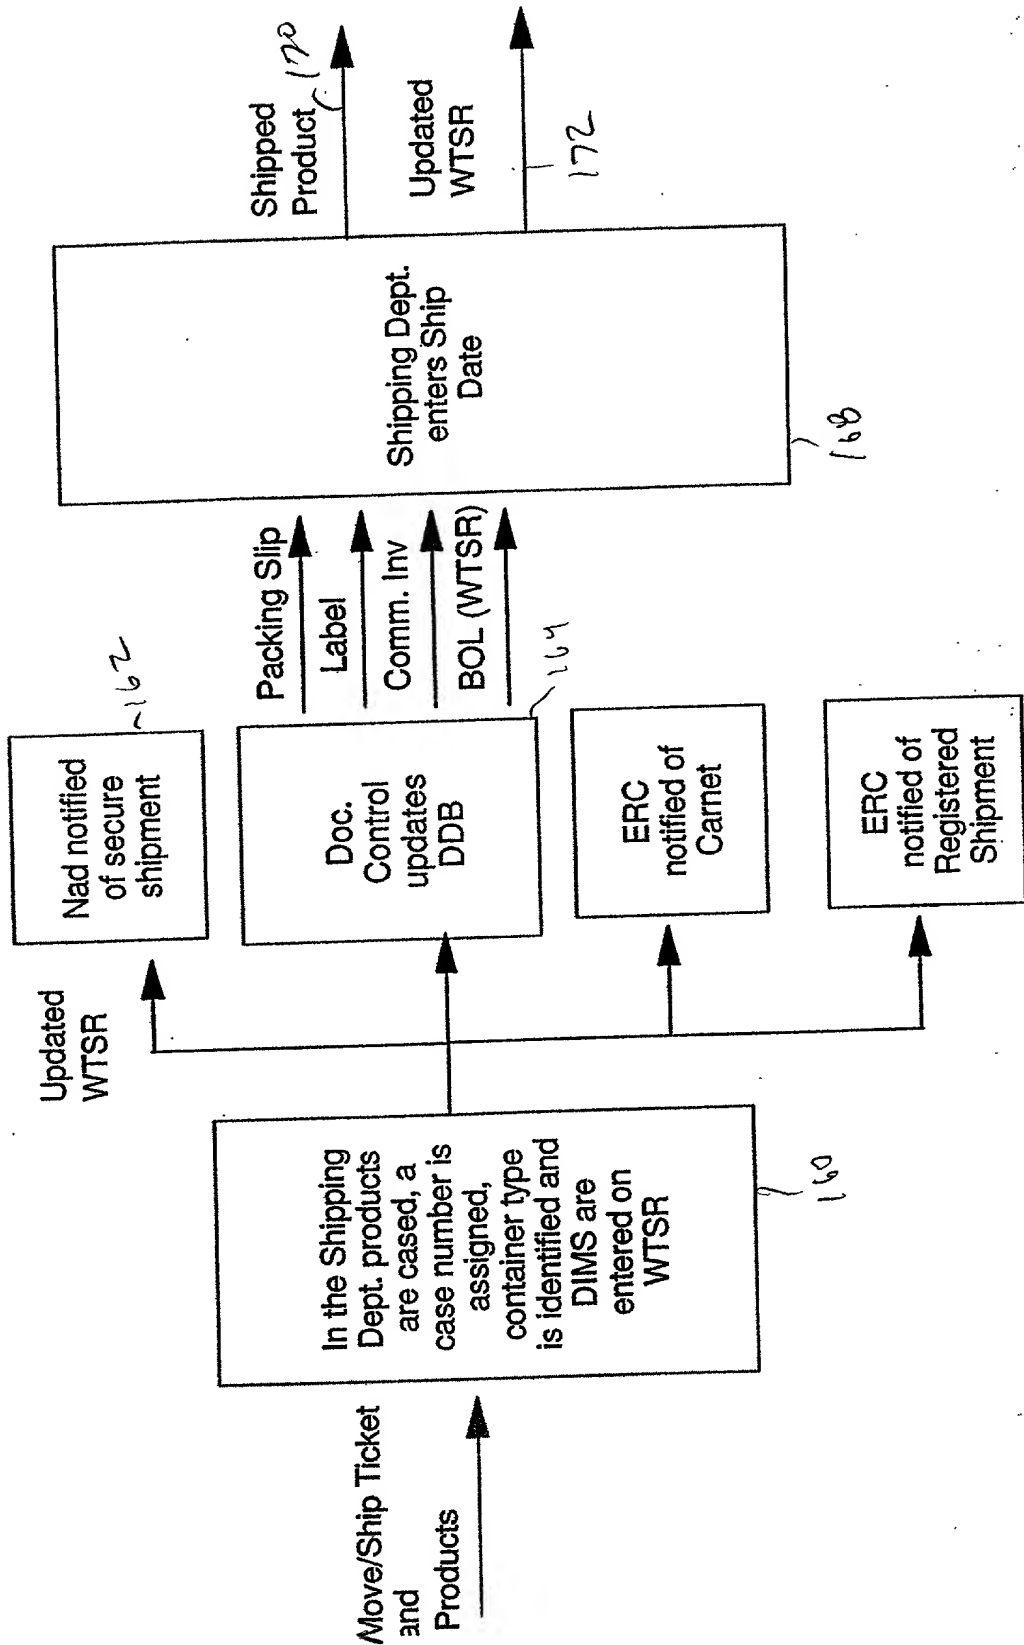 Move/Ship Ticket
and
Products
In the Shipping
Dept. products
are cased, a
case number is
assigned,
container type
is identified and
DIMS are
entered on
WTSR
160
Updated
WTSR
Nad notified
of secure
shipment
162
Doc.
Control
updates
DDB
164
ERC
notified of
Carnet
ERC
notified of
Registered
Shipment
Packing Slip
Label
Comm. Inv
BOL (WTSR)
Shipping Dept.
enters Ship
Date
168
Shipped
Product
170
Updated
WTSR
172